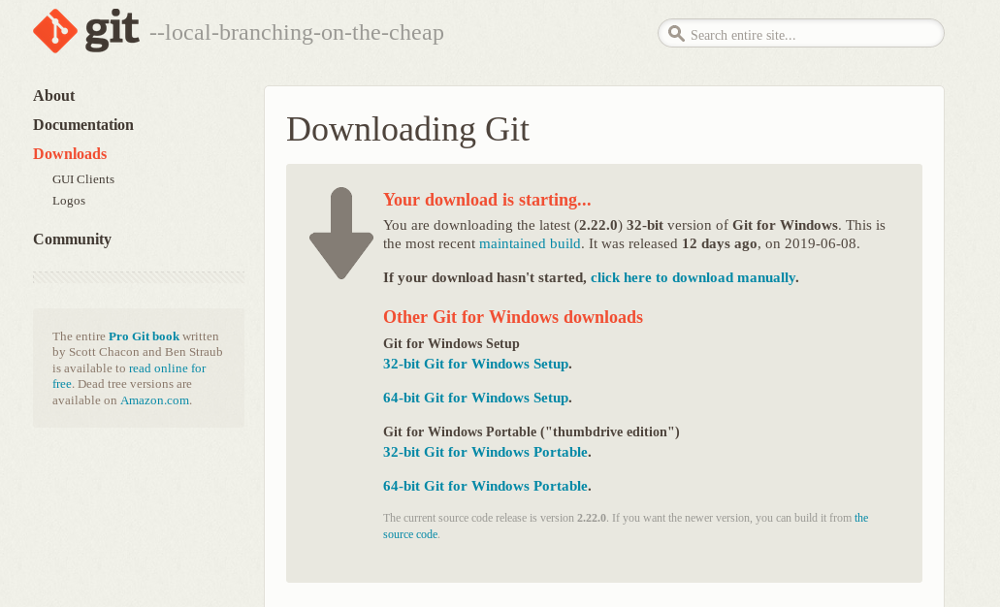 git --local-branching-on-the-cheap
Search entire site...
About
Documentation
Downloads
GUI Clients
Logos
Community
The entire Pro Git book written
by Scott Chacon and Ben Straub
is available to read online for
free. Dead tree versions are
available on Amazon.com.
Downloading Git
Your download is starting...
You are downloading the latest (2.22.0) 32-bit version of Git for Windows. This is
the most recent maintained build. It was released 12 days ago, on 2019-06-08.
If your download hasn't started, click here to download manually.
Other Git for Windows downloads
Git for Windows Setup
32-bit Git for Windows Setup.
64-bit Git for Windows Setup.
Git for Windows Portable ("thumbdrive edition")
32-bit Git for Windows Portable.
64-bit Git for Windows Portable.
The current source code release is version 2.22.0. If you want the newer version, you can build it from the
source code.